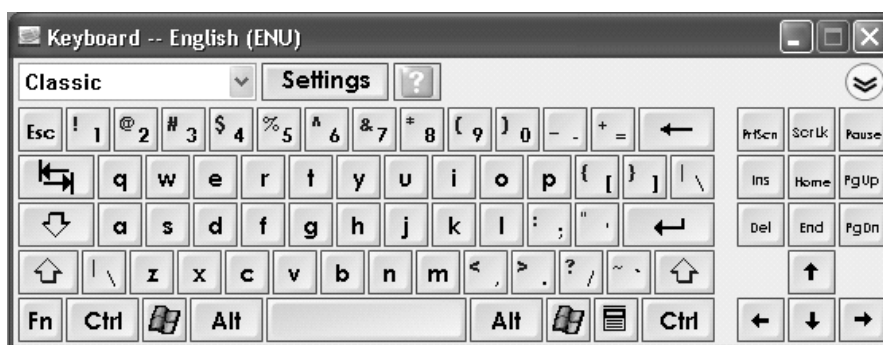 Keyboard -- English (ENU)
Classic Settings ?
Esc ! 1 @ 2 # 3 $ 4 % 5 ^ 6 & 7 * 8 ( 9 ) 0 _ - + = PrtScn ScrLk Pause
q w e r t y u i o p { [ } ] | \ Ins Home PgUp
a s d f g h j k l : ; " ' Del End PgDn
| \ z x c v b n m < , > . ? / ~ `
Fn Ctrl Alt Alt Ctrl